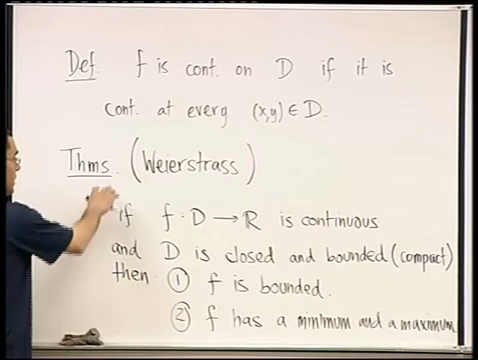 Def. f is cont. on D if it is
cont. at every (x,y) ∈ D.
Thms. (Weierstrass)
if f: D → R is continuous
and D is closed and bounded (compact)
then ① f is bounded.
② f has a minimum and a maximum